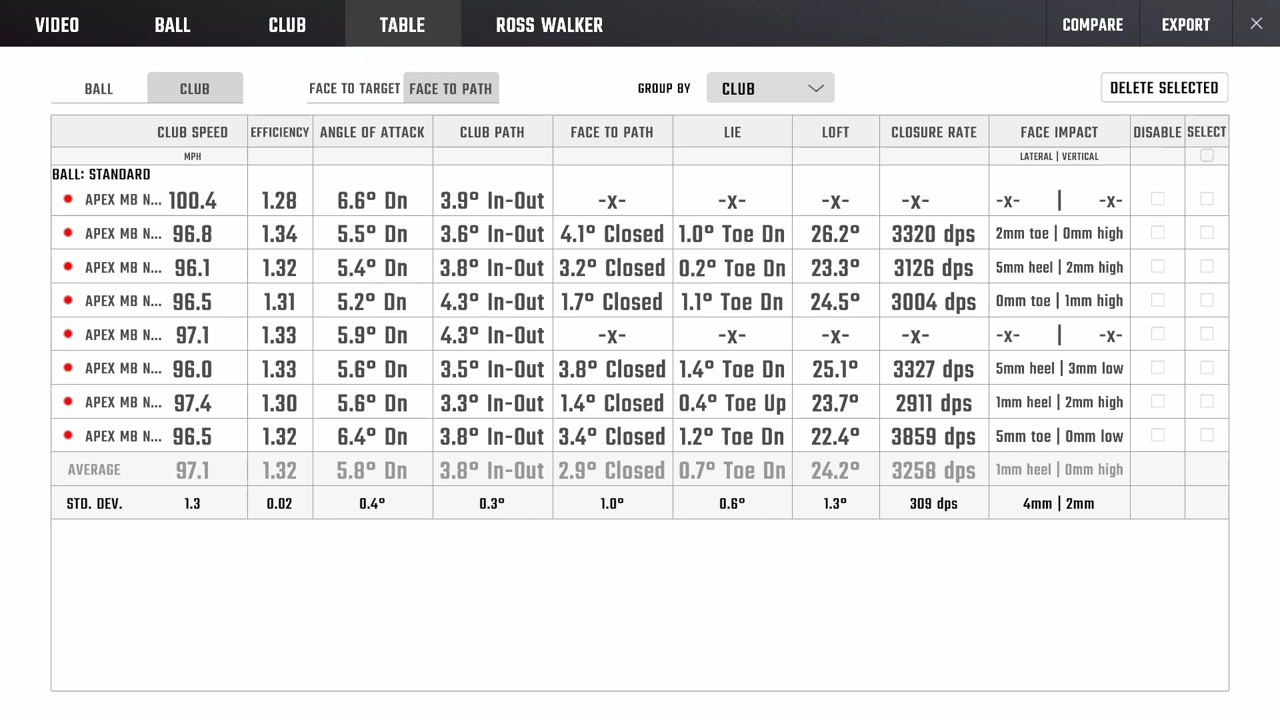 VIDEO BALL CLUB TABLE ROSS WALKER COMPARE EXPORT
BALL CLUB FACE TO TARGET FACE TO PATH GROUP BY CLUB DELETE SELECTED
CLUB SPEED EFFICIENCY ANGLE OF ATTACK CLUB PATH FACE TO PATH LIE LOFT CLOSURE RATE FACE IMPACT DISABLE SELECT
MPH LATERAL | VERTICAL
BALL: STANDARD
APEX MB N... 100.4 1.28 6.6° Dn 3.9° In-Out -x- -x- -x- -x- -x- | -x-
APEX MB N... 96.8 1.34 5.5° Dn 3.6° In-Out 4.1° Closed 1.0° Toe Dn 26.2° 3320 dps 2mm toe | 0mm high
APEX MB N... 96.1 1.32 5.4° Dn 3.8° In-Out 3.2° Closed 0.2° Toe Dn 23.3° 3126 dps 5mm heel | 2mm high
APEX MB N... 96.5 1.31 5.2° Dn 4.3° In-Out 1.7° Closed 1.1° Toe Dn 24.5° 3004 dps 0mm toe | 1mm high
APEX MB N... 97.1 1.33 5.9° Dn 4.3° In-Out -x- -x- -x- -x- -x- | -x-
APEX MB N... 96.0 1.33 5.6° Dn 3.5° In-Out 3.8° Closed 1.4° Toe Dn 25.1° 3327 dps 5mm heel | 3mm low
APEX MB N... 97.4 1.30 5.6° Dn 3.3° In-Out 1.4° Closed 0.4° Toe Up 23.7° 2911 dps 1mm heel | 2mm high
APEX MB N... 96.5 1.32 6.4° Dn 3.8° In-Out 3.4° Closed 1.2° Toe Dn 22.4° 3859 dps 5mm toe | 0mm low
AVERAGE 97.1 1.32 5.8° Dn 3.8° In-Out 2.9° Closed 0.7° Toe Dn 24.2° 3258 dps 1mm heel | 0mm high
STD. DEV. 1.3 0.02 0.4° 0.3° 1.0° 0.6° 1.3° 309 dps 4mm | 2mm